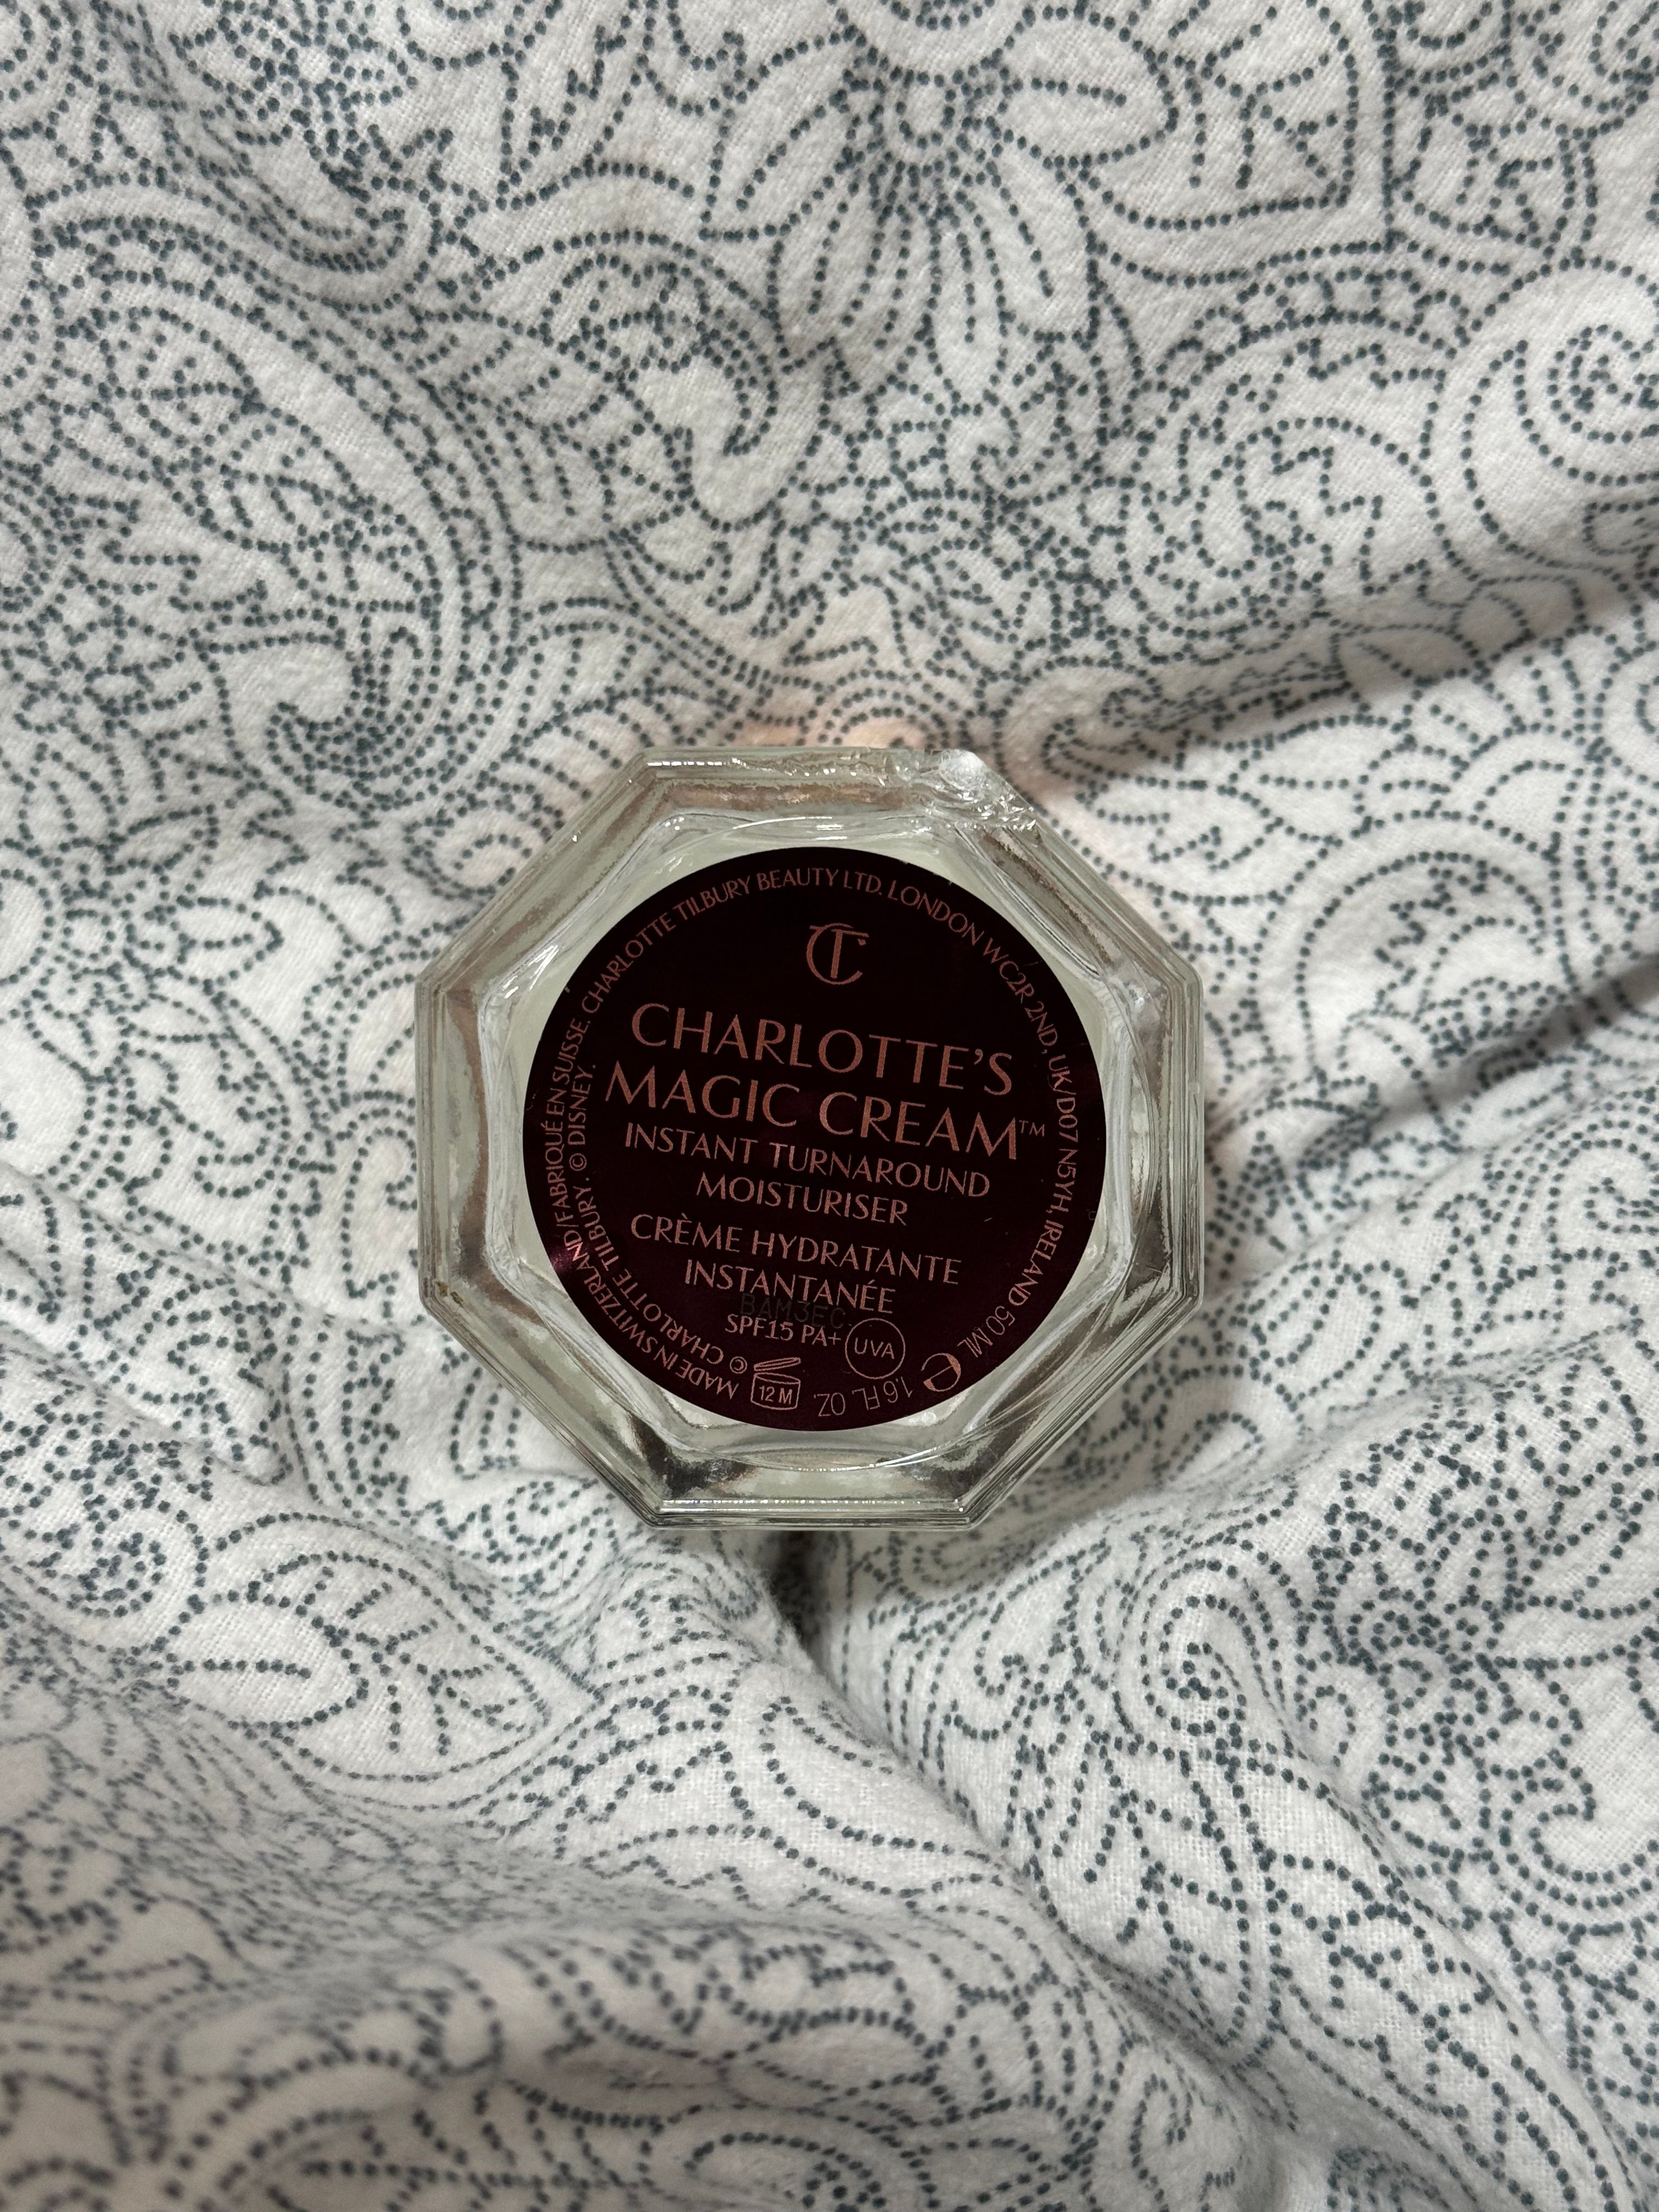 CT
CHARLOTTE'S
MAGIC CREAM™
INSTANT TURNAROUND
MOISTURISER
CRÈME HYDRATANTE
INSTANTANÉE
BAM3EC
SPF15 PA+ UVA
12 M
MADE IN SWITZERLAND/FABRIQUÉ EN SUISSE. CHARLOTTE TILBURY BEAUTY LTD. LONDON WC2R 2ND, UK/D07 N5YH, IRELAND 50 ML ℮ 1.6 FL. OZ.
© CHARLOTTE TILBURY. © DISNEY.